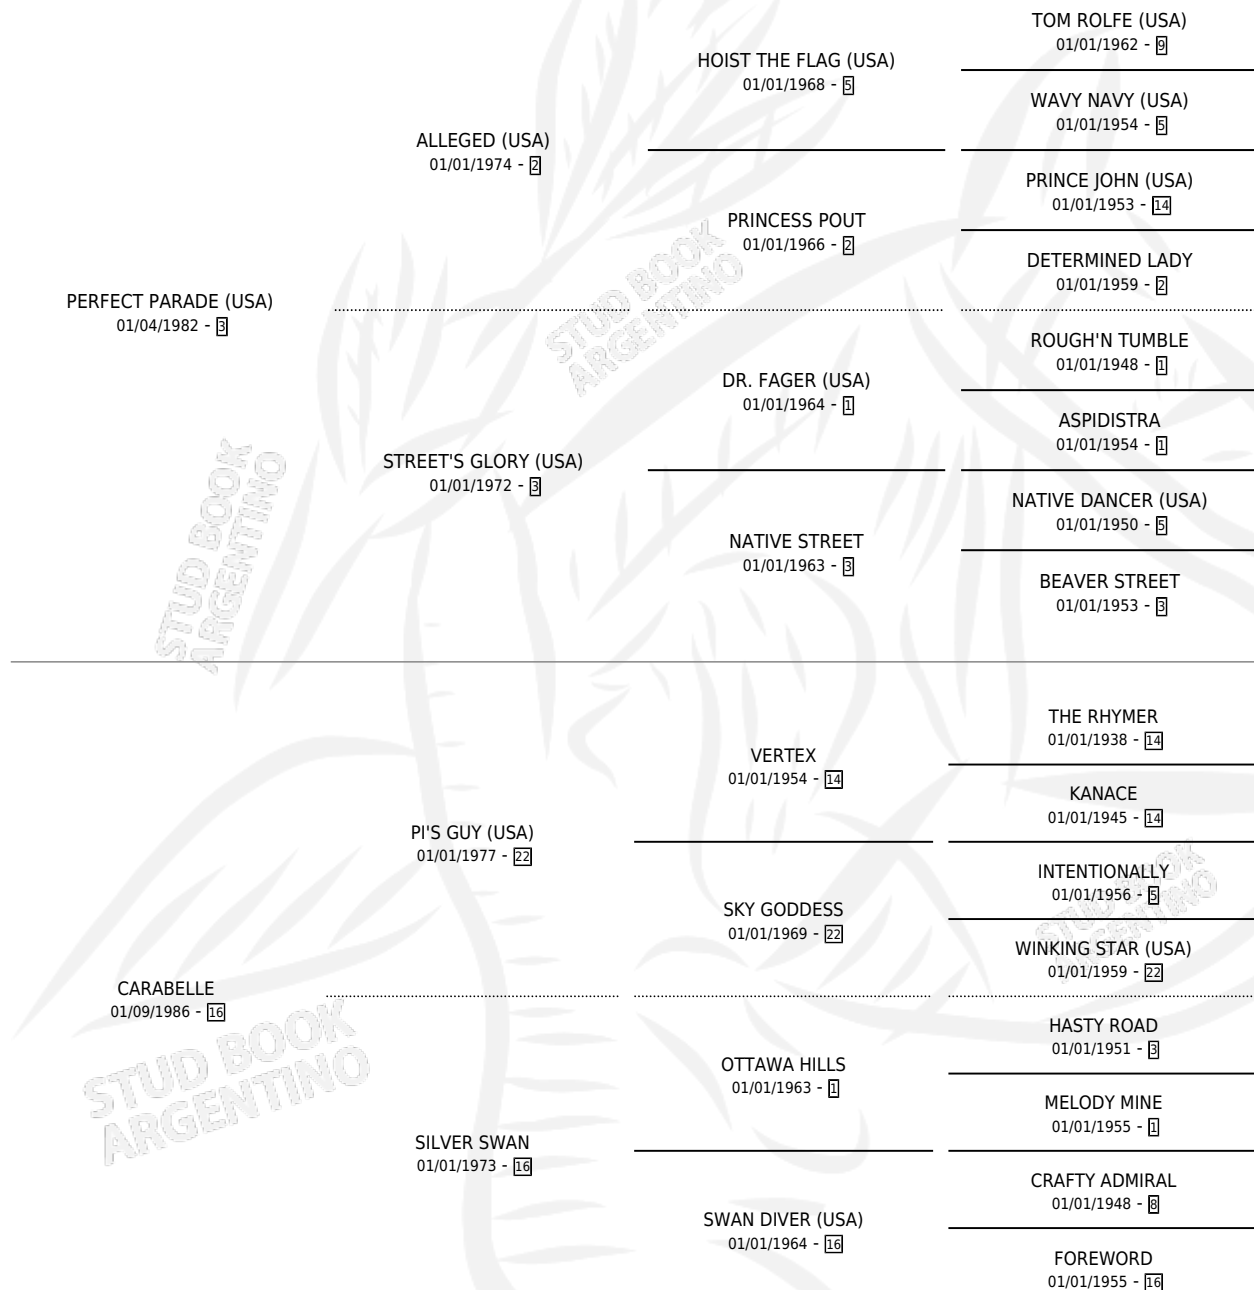 TOM ROLFE (USA)
01/01/1962 - 9
HOIST THE FLAG (USA)
01/01/1968 - 5
WAVY NAVY (USA)
01/01/1954 - 5
ALLEGED (USA)
01/01/1974 - 2
PRINCE JOHN (USA)
01/01/1953 - 14
PRINCESS POUT
01/01/1966 - 2
DETERMINED LADY
01/01/1959 - 2
PERFECT PARADE (USA)
01/04/1982 - 3
ROUGH'N TUMBLE
01/01/1948 - 1
DR. FAGER (USA)
01/01/1964 - 1
ASPIDISTRA
01/01/1954 - 1
STREET'S GLORY (USA)
01/01/1972 - 3
NATIVE DANCER (USA)
01/01/1950 - 5
NATIVE STREET
01/01/1963 - 3
BEAVER STREET
01/01/1953 - 3
THE RHYMER
01/01/1938 - 14
VERTEX
01/01/1954 - 14
KANACE
01/01/1945 - 14
PI'S GUY (USA)
01/01/1977 - 22
INTENTIONALLY
01/01/1956 - 5
SKY GODDESS
01/01/1969 - 22
WINKING STAR (USA)
01/01/1959 - 22
CARABELLE
01/09/1986 - 16
HASTY ROAD
01/01/1951 - 3
OTTAWA HILLS
01/01/1963 - 1
MELODY MINE
01/01/1955 - 1
SILVER SWAN
01/01/1973 - 16
CRAFTY ADMIRAL
01/01/1948 - 8
SWAN DIVER (USA)
01/01/1964 - 16
FOREWORD
01/01/1955 - 16
STUD BOOK
ARGENTINO
STUD BOOK
ARGENTINO
STUD BOOK
ARGENTINO
STUD BOOK
ARGENTINO